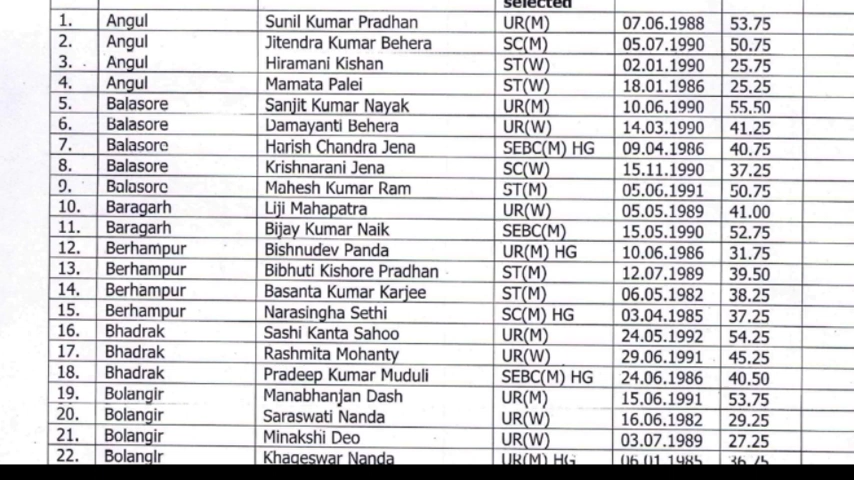 selected
1. Angul Sunil Kumar Pradhan UR(M) 07.06.1988 53.75
2. Angul Jitendra Kumar Behera SC(M) 05.07.1990 50.75
3. Angul Hiramani Kishan ST(W) 02.01.1990 25.75
4. Angul Mamata Palei ST(W) 18.01.1986 25.25
5. Balasore Sanjit Kumar Nayak UR(M) 10.06.1990 55.50
6. Balasore Damayanti Behera UR(W) 14.03.1990 41.25
7. Balasore Harish Chandra Jena SEBC(M) HG 09.04.1986 40.75
8. Balasore Krishnarani Jena SC(W) 15.11.1990 37.25
9. Balasore Mahesh Kumar Ram ST(M) 05.06.1991 50.75
10. Baragarh Liji Mahapatra UR(W) 05.05.1989 41.00
11. Baragarh Bijay Kumar Naik SEBC(M) 15.05.1990 52.75
12. Berhampur Bishnudev Panda UR(M) HG 10.06.1986 31.75
13. Berhampur Bibhuti Kishore Pradhan ST(M) 12.07.1989 39.50
14. Berhampur Basanta Kumar Karjee ST(M) 06.05.1982 38.25
15. Berhampur Narasingha Sethi SC(M) HG 03.04.1985 37.25
16. Bhadrak Sashi Kanta Sahoo UR(M) 24.05.1992 54.25
17. Bhadrak Rashmita Mohanty UR(W) 29.06.1991 45.25
18. Bhadrak Pradeep Kumar Muduli SEBC(M) HG 24.06.1986 40.50
19. Bolangir Manabhanjan Dash UR(M) 15.06.1991 53.75
20. Bolangir Saraswati Nanda UR(W) 16.06.1982 29.25
21. Bolangir Minakshi Deo UR(W) 03.07.1989 27.25
22. Bolangir Khageswar Nanda UR(M) HG 06.01.1985 36.75